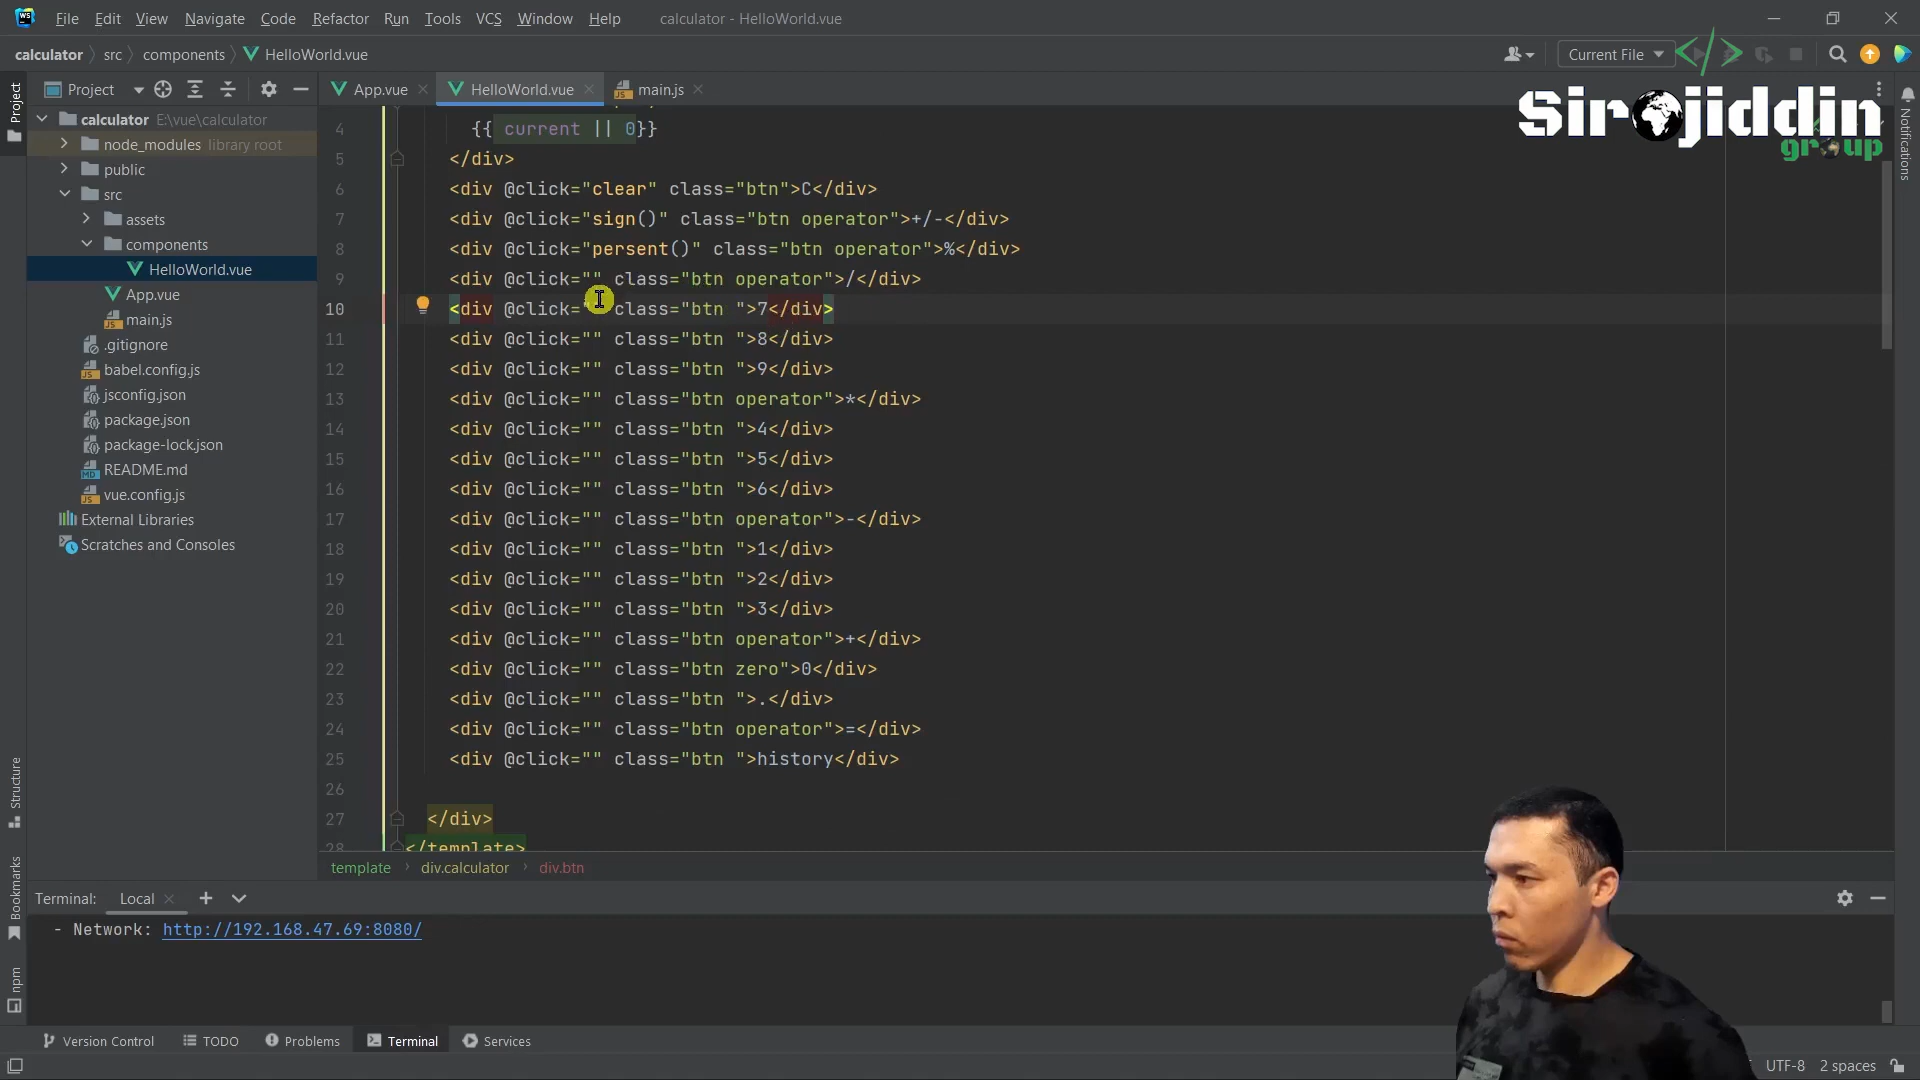 File Edit View Navigate Code Refactor Run Tools VCS Window Help calculator - HelloWorld.vue
calculator src components HelloWorld.vue Current File
Project App.vue HelloWorld.vue main.js
Sirojiddin
group
Project
Notifications
calculator E:\vue\calculator
node_modules library root
public
src
assets
components
HelloWorld.vue
App.vue
main.js
.gitignore
babel.config.js
jsconfig.json
package.json
package-lock.json
README.md
vue.config.js
External Libraries
Scratches and Consoles
4 {{ current || 0}}
5 </div>
6 <div @click="clear" class="btn">C</div>
7 <div @click="sign()" class="btn operator">+/-</div>
8 <div @click="persent()" class="btn operator">%</div>
9 <div @click="" class="btn operator">/</div>
10 <div @click="" class="btn ">7</div>
11 <div @click="" class="btn ">8</div>
12 <div @click="" class="btn ">9</div>
13 <div @click="" class="btn operator">*</div>
14 <div @click="" class="btn ">4</div>
15 <div @click="" class="btn ">5</div>
16 <div @click="" class="btn ">6</div>
17 <div @click="" class="btn operator">-</div>
18 <div @click="" class="btn ">1</div>
19 <div @click="" class="btn ">2</div>
20 <div @click="" class="btn ">3</div>
21 <div @click="" class="btn operator">+</div>
22 <div @click="" class="btn zero">0</div>
23 <div @click="" class="btn ">.</div>
24 <div @click="" class="btn operator">=</div>
25 <div @click="" class="btn ">history</div>
26
27 </div>
28 </template>
template div.calculator div.btn
Structure
Bookmarks
npm
Terminal: Local
- Network: http://192.168.47.69:8080/
Version Control TODO Problems Terminal Services
UTF-8 2 spaces